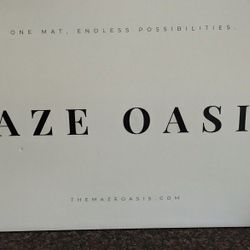 ONE MAT, ENDLESS POSSIBILITIES.
AZE OASI
THEMAZEOASIS.COM